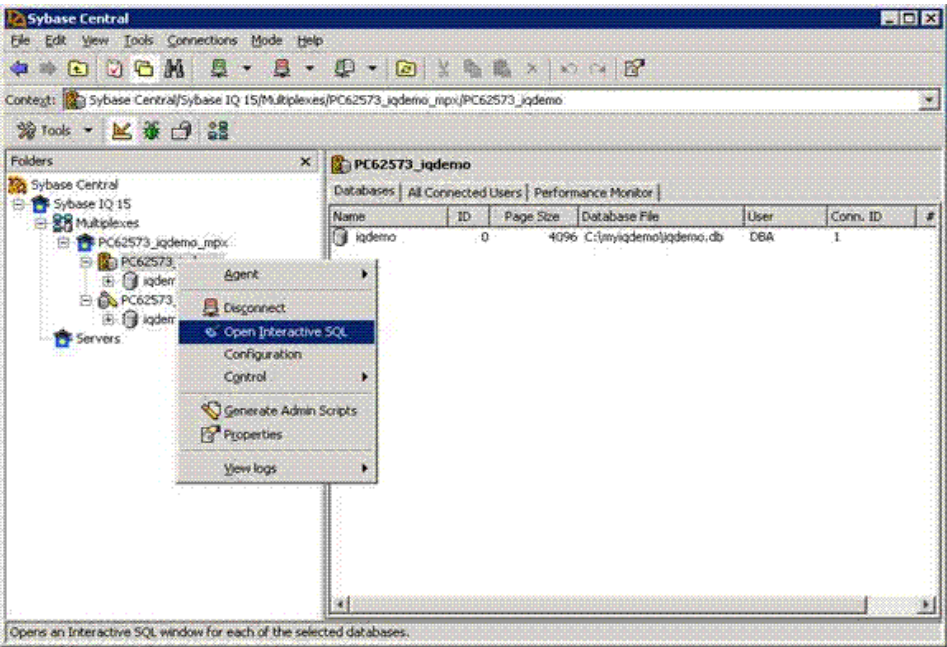 Sybase Central
File Edit View Tools Connections Mode Help
Context: Sybase Central/Sybase IQ 15/Multiplexes/PC62573_iqdemo_mpx/PC62573_iqdemo
Tools
Folders
Sybase Central
Sybase IQ 15
Multiplexes
PC62573_iqdemo_mpx
PC62573_
iqdem
PC62573_
iqdem
Servers
Agent
Disconnect
Open Interactive SQL
Configuration
Control
Generate Admin Scripts
Properties
View logs
PC62573_iqdemo
Databases All Connected Users Performance Monitor
Name ID Page Size Database File User Conn. ID #
iqdemo 0 4096 C:\myiqdemo\iqdemo.db DBA 1
Opens an Interactive SQL window for each of the selected databases.